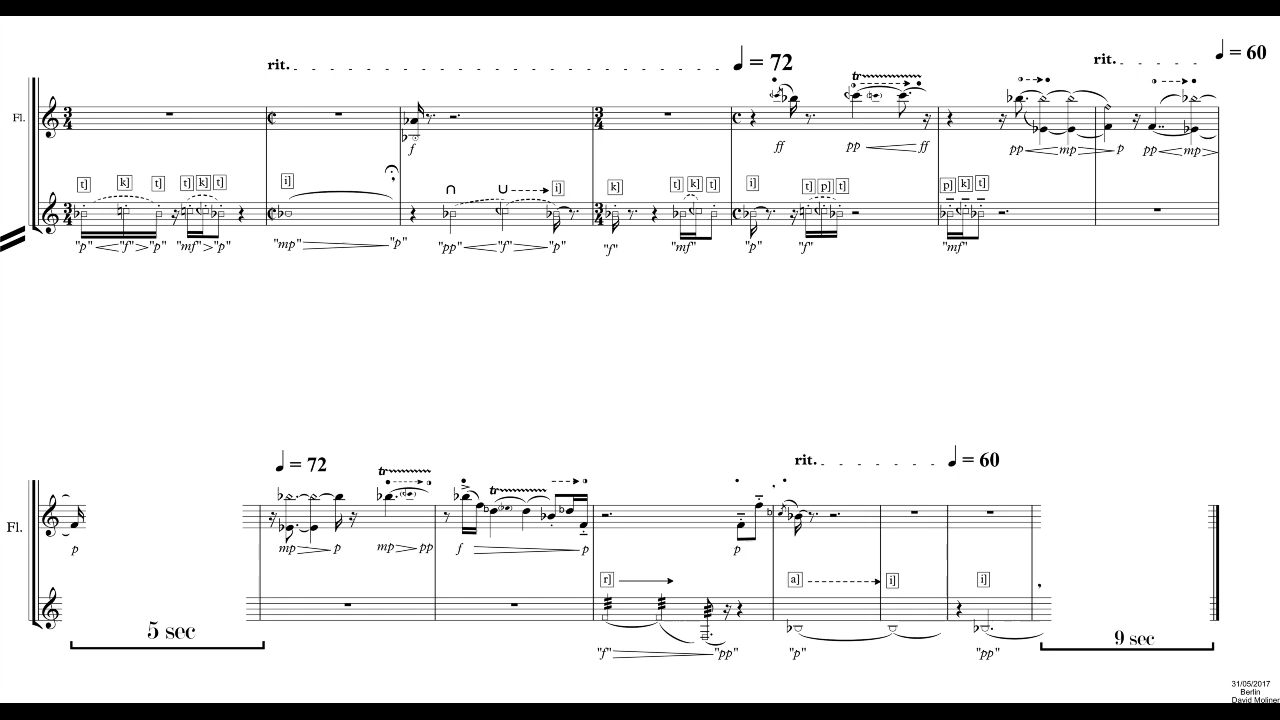 rit. = 72 rit. = 60
Fl.
f ff pp ff pp mp p pp mp
t] k] t] t] k] t] i] i] k] t] k] t] i] t] p] t] p] k] t]
"p" "f" "p" "mf" "p" "mp" "p" "pp" "f" "p" "f" "mf" "p" "f" "mf"
= 72 rit. = 60
Fl.
p mp p mp pp f p p
r] a] i] i]
5 sec 9 sec
"f" "pp" "p" "pp"
31/05/2017
Berlin
David Moliner